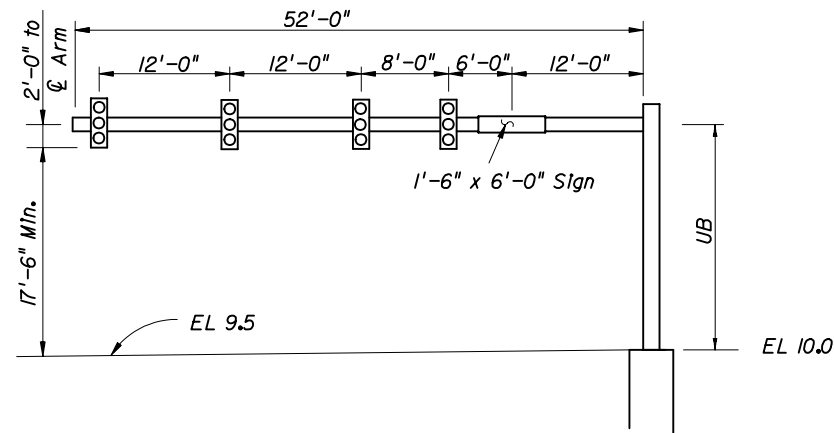 52'-0"
2'-0" to
℄ Arm
12'-0"
12'-0"
8'-0"
6'-0"
12'-0"
1'-6" x 6'-0" Sign
17'-6" Min.
UB
EL 9.5
EL 10.0